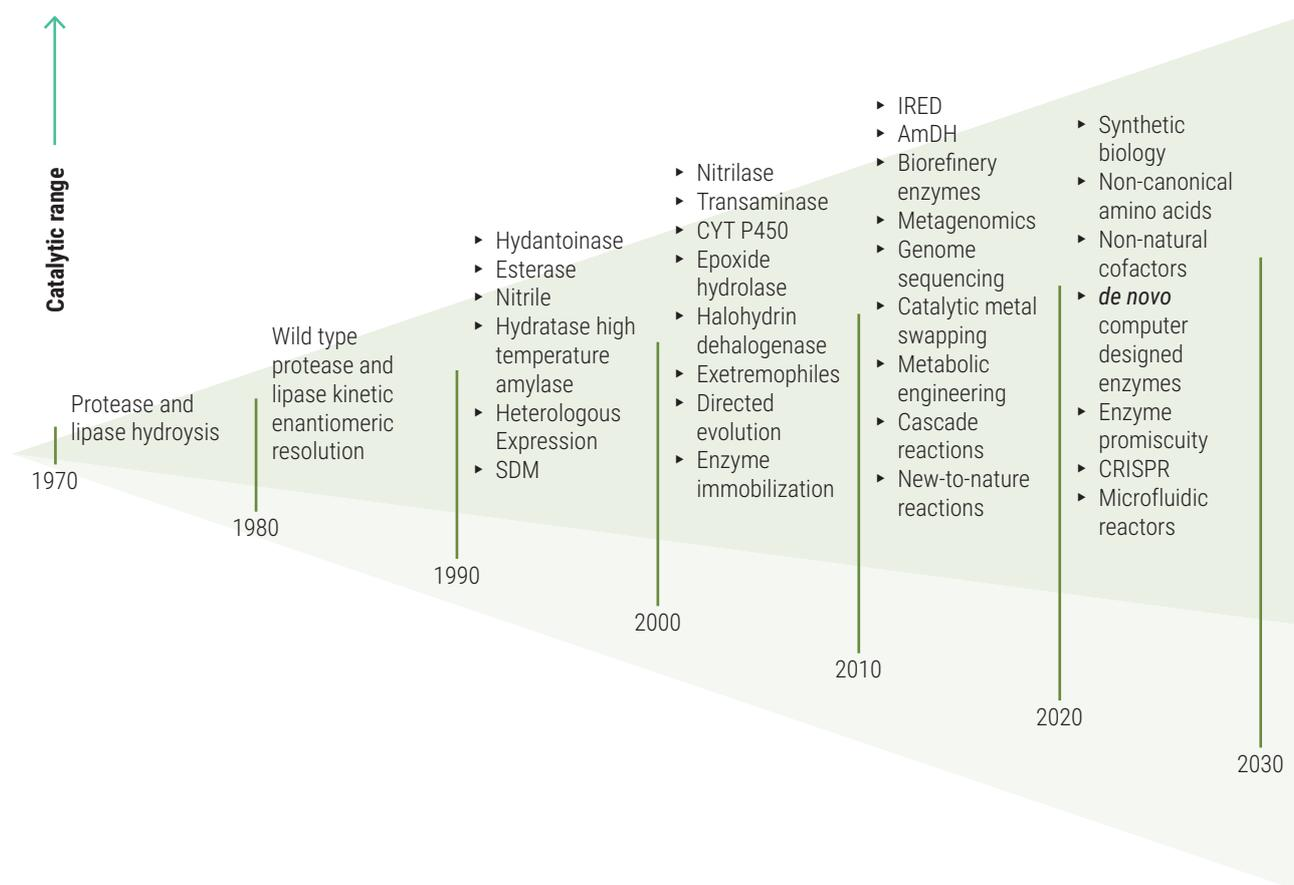 Catalytic range
Protease and
lipase hydroysis
1970
Wild type
protease and
lipase kinetic
enantiomeric
resolution
1980
▸ Hydantoinase
▸ Esterase
▸ Nitrile
▸ Hydratase high
temperature
amylase
▸ Heterologous
Expression
▸ SDM
1990
▸ Nitrilase
▸ Transaminase
▸ CYT P450
▸ Epoxide
hydrolase
▸ Halohydrin
dehalogenase
▸ Exetremophiles
▸ Directed
evolution
▸ Enzyme
immobilization
2000
▸ IRED
▸ AmDH
▸ Biorefinery
enzymes
▸ Metagenomics
▸ Genome
sequencing
▸ Catalytic metal
swapping
▸ Metabolic
engineering
▸ Cascade
reactions
▸ New-to-nature
reactions
2010
▸ Synthetic
biology
▸ Non-canonical
amino acids
▸ Non-natural
cofactors
▸ de novo
computer
designed
enzymes
▸ Enzyme
promiscuity
▸ CRISPR
▸ Microfluidic
reactors
2020
2030